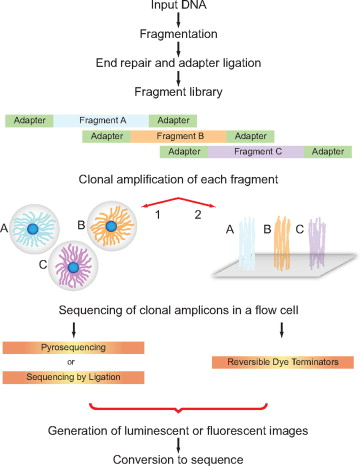 Input DNA
Fragmentation
End repair and adapter ligation
Fragment library
Adapter Fragment A Adapter
Adapter Fragment B Adapter
Adapter Fragment C Adapter
Clonal amplification of each fragment
1 2
A B C
A B C
Sequencing of clonal amplicons in a flow cell
Pyrosequencing
or
Sequencing by Ligation
Reversible Dye Terminators
Generation of luminescent or fluorescent images
Conversion to sequence